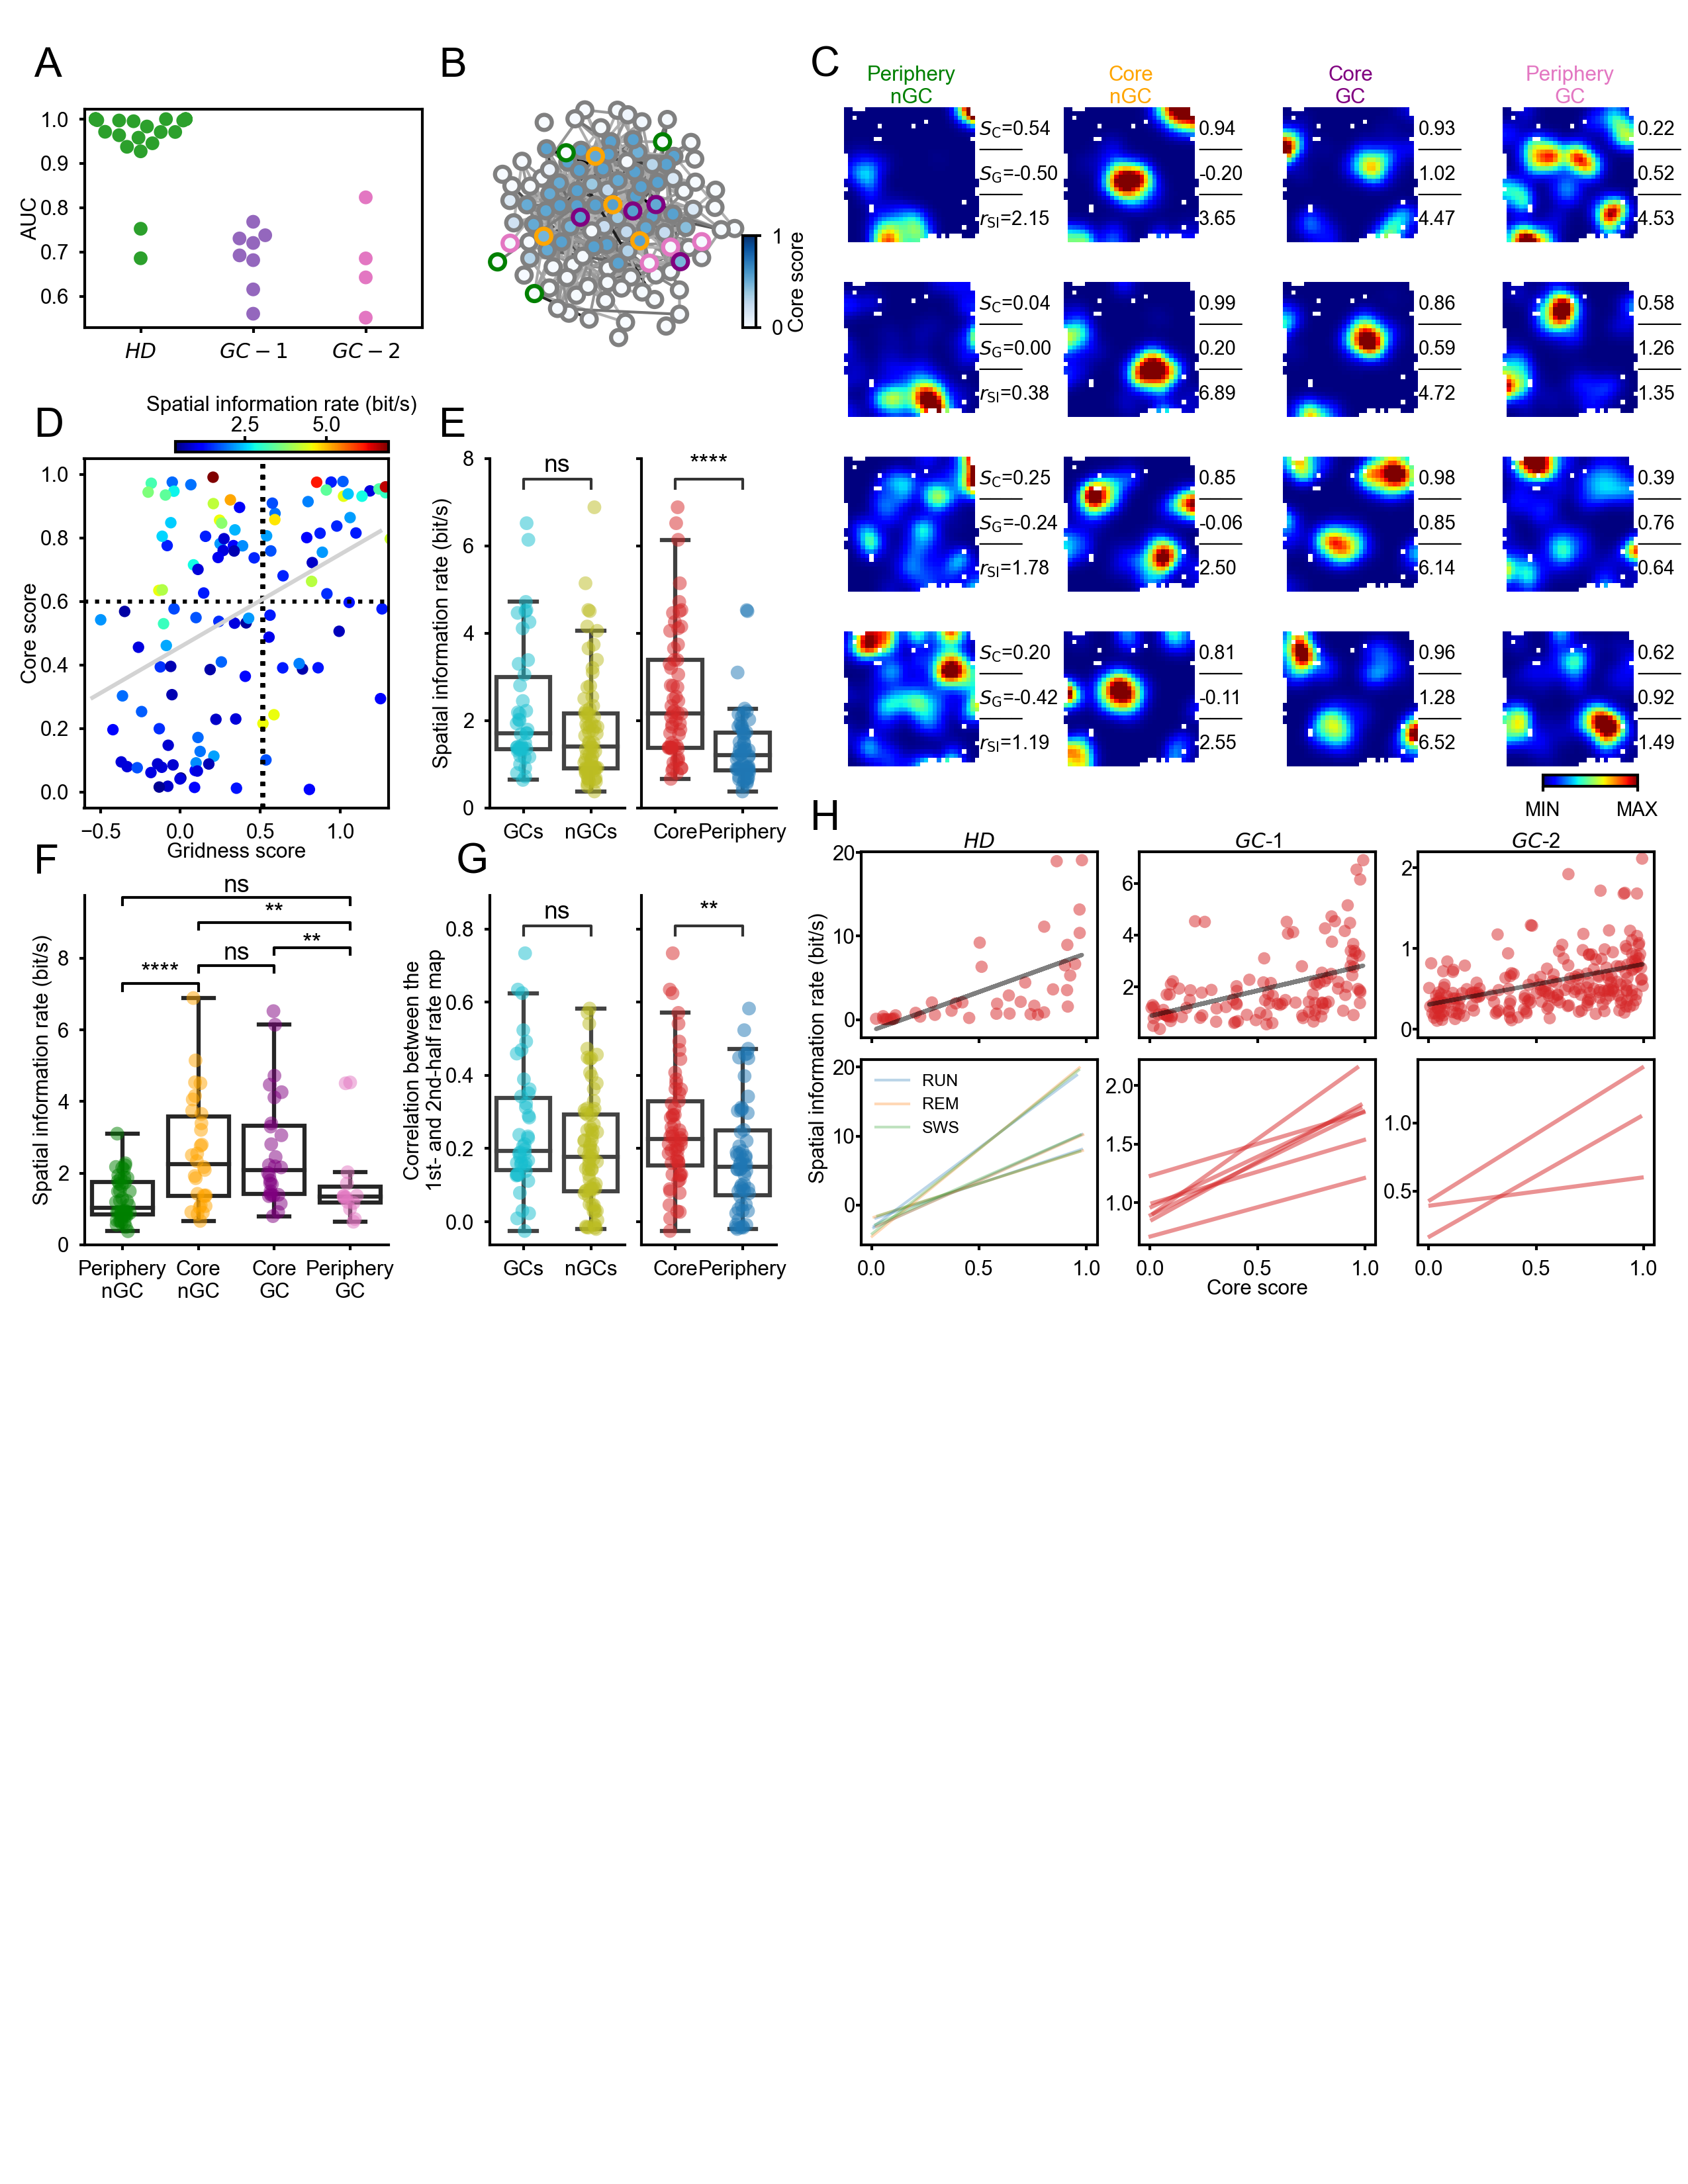 A
1.0
0.9
0.8
0.7
0.6
AUC
HD
GC − 1
GC − 2
B
1
0
Core score
C
Periphery
nGC
Core
nGC
Core
GC
Periphery
GC
SC=0.54
SG=-0.50
rSI=2.15
0.94
-0.20
3.65
0.93
1.02
4.47
0.22
0.52
4.53
SC=0.04
SG=0.00
rSI=0.38
0.99
0.20
6.89
0.86
0.59
4.72
0.58
1.26
1.35
SC=0.25
SG=-0.24
rSI=1.78
0.85
-0.06
2.50
0.98
0.85
6.14
0.39
0.76
0.64
SC=0.20
SG=-0.42
rSI=1.19
0.81
-0.11
2.55
0.96
1.28
6.52
0.62
0.92
1.49
MIN
MAX
D
Spatial information rate (bit/s)
2.5
5.0
1.0
0.8
0.6
0.4
0.2
0.0
Core score
−0.5
0.0
0.5
1.0
Gridness score
E
8
6
4
2
0
Spatial information rate (bit/s)
ns
****
GCs
nGCs
Core
Periphery
F
ns
**
**
ns
****
8
6
4
2
0
Spatial information rate (bit/s)
Periphery
nGC
Core
nGC
Core
GC
Periphery
GC
G
ns
**
0.8
0.6
0.4
0.2
0.0
Correlation between the
1st- and 2nd-half rate map
GCs
nGCs
Core
Periphery
H
HD
GC-1
GC-2
20
10
0
6
4
2
2
1
0
Spatial information rate (bit/s)
RUN
REM
SWS
20
10
0
2.0
1.5
1.0
1.0
0.5
0.0
0.5
1.0
0.0
0.5
1.0
0.0
0.5
1.0
Core score